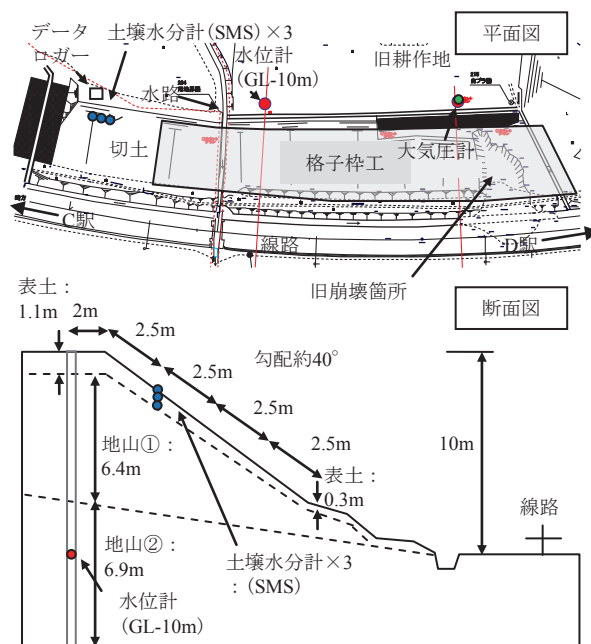 データ
ロガー
土壌水分計(SMS)×3
水位計
(GL-10m)
旧耕作地
平面図
水路
切土
格子枠工
大気圧計
C駅
線路
D駅
旧崩壊箇所
断面図
表土：
1.1m
2m
2.5m
2.5m
2.5m
2.5m
勾配約40°
10m
地山①：
6.4m
表土：
0.3m
線路
地山②：
6.9m
土壌水分計×3
：(SMS)
水位計
(GL-10m)